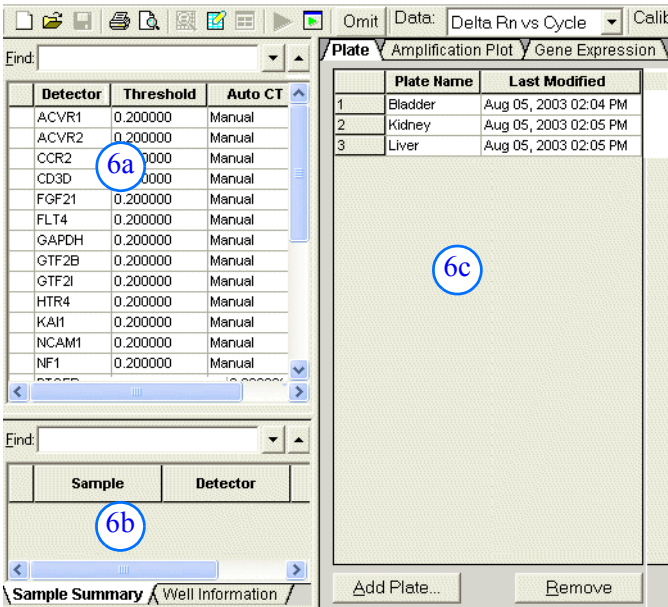 Omit Data: Delta Rn vs Cycle Calib
Find:
Detector Threshold Auto CT
ACVR1 0.200000 Manual
ACVR2 0.200000 Manual
CCR2 0000 Manual
CD3D 0000 Manual
FGF21 0.200000 Manual
FLT4 0.200000 Manual
GAPDH 0.200000 Manual
GTF2B 0.200000 Manual
GTF2I 0.200000 Manual
HTR4 0.200000 Manual
KAI1 0.200000 Manual
NCAM1 0.200000 Manual
NF1 0.200000 Manual
6a
Find:
Sample Detector
6b
Sample Summary Well Information
Plate Amplification Plot Gene Expression
Plate Name Last Modified
1 Bladder Aug 05, 2003 02:04 PM
2 Kidney Aug 05, 2003 02:05 PM
3 Liver Aug 05, 2003 02:05 PM
6c
Add Plate... Remove